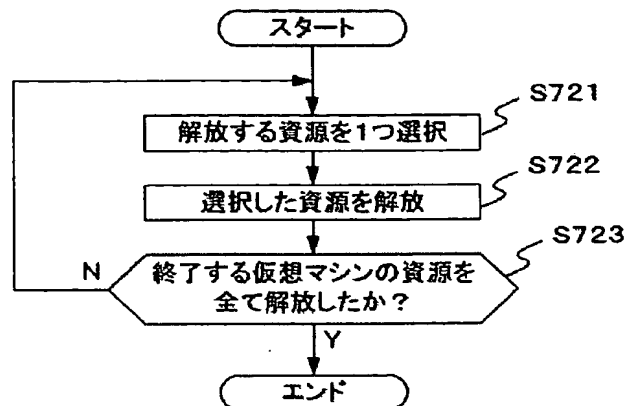 スタート
解放する資源を1つ選択
S721
選択した資源を解放
S722
終了する仮想マシンの資源を
全て解放したか？
S723
N
Y
エンド